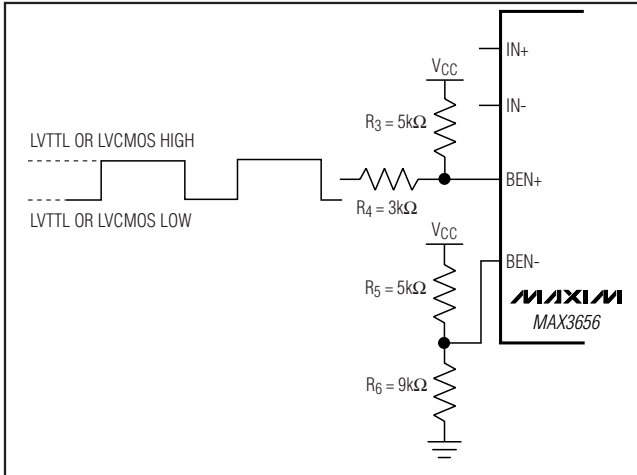 IN+
VCC
IN-
R3 = 5kΩ
LVTTL OR LVCMOS HIGH
BEN+
R4 = 3kΩ
LVTTL OR LVCMOS LOW
VCC
BEN-
R5 = 5kΩ
MAXIM
MAX3656
R6 = 9kΩ